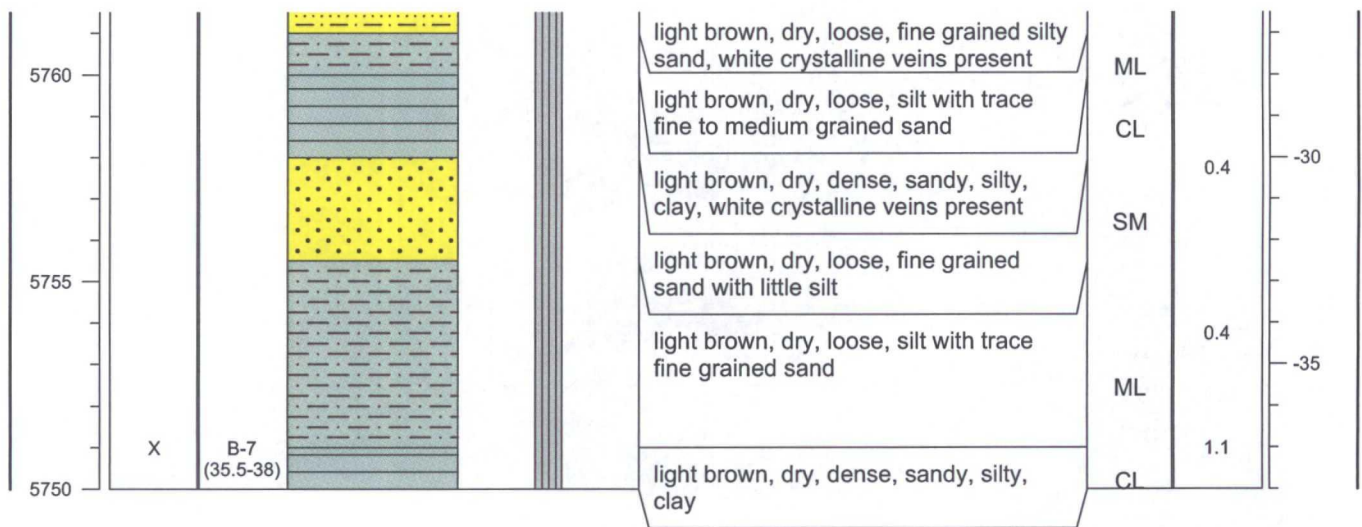 light brown, dry, loose, fine grained silty
sand, white crystalline veins present
ML
5760
light brown, dry, loose, silt with trace
fine to medium grained sand
CL
-30
0.4
light brown, dry, dense, sandy, silty,
clay, white crystalline veins present
SM
light brown, dry, loose, fine grained
sand with little silt
5755
0.4
light brown, dry, loose, silt with trace
fine grained sand
-35
ML
X
B-7
(35.5-38)
1.1
light brown, dry, dense, sandy, silty,
clay
CL
5750